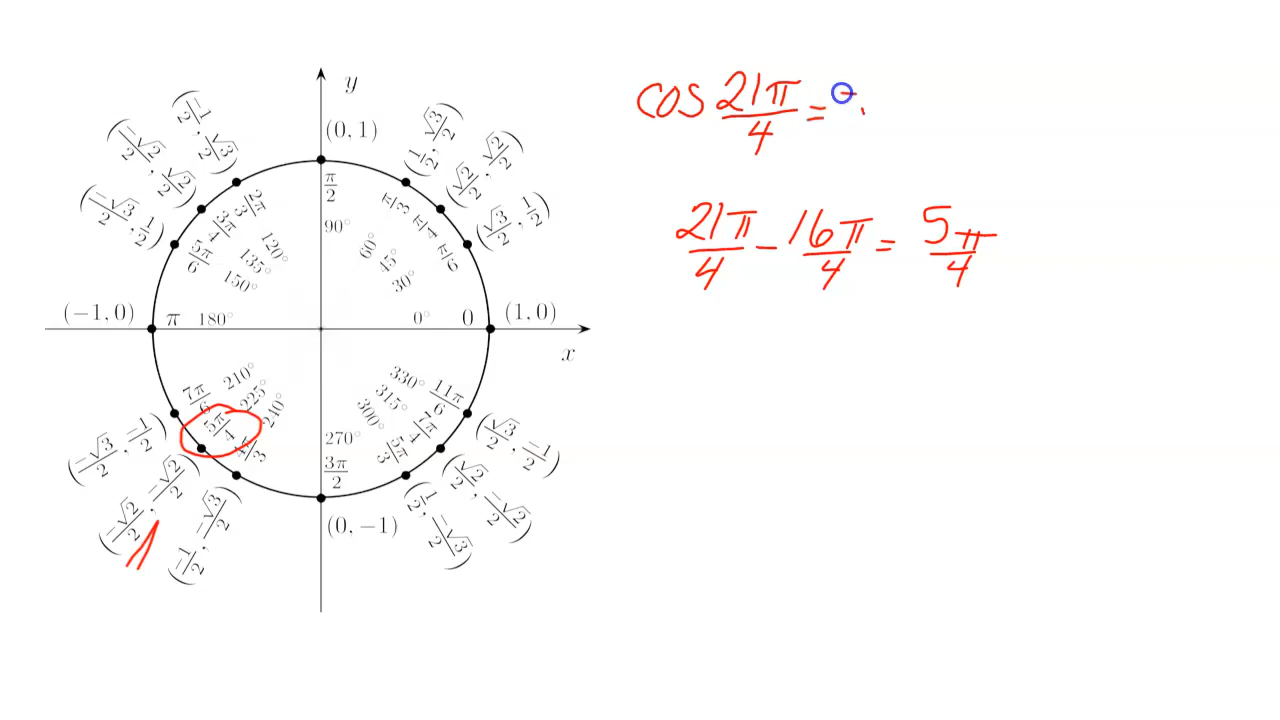 cos 21π/4 = -
21π/4 - 16π/4 = 5π/4
y
(0, 1)
(-1/2, √3/2)
(-√2/2, √2/2)
(-√3/2, 1/2)
(1/2, √3/2)
(√2/2, √2/2)
(√3/2, 1/2)
π/2
90°
2π/3 3π/4 5π/6
120° 135° 150°
π/3 π/4 π/6
60° 45° 30°
(-1, 0) π 180° 0° 0 (1, 0)
x
7π/6 5π/4 4π/3
210° 225° 240°
330° 315° 300°
11π/6 7π/4 5π/3
270°
3π/2
(-√3/2, -1/2)
(-√2/2, -√2/2)
(-1/2, -√3/2)
(√3/2, -1/2)
(√2/2, -√2/2)
(1/2, -√3/2)
(0, -1)